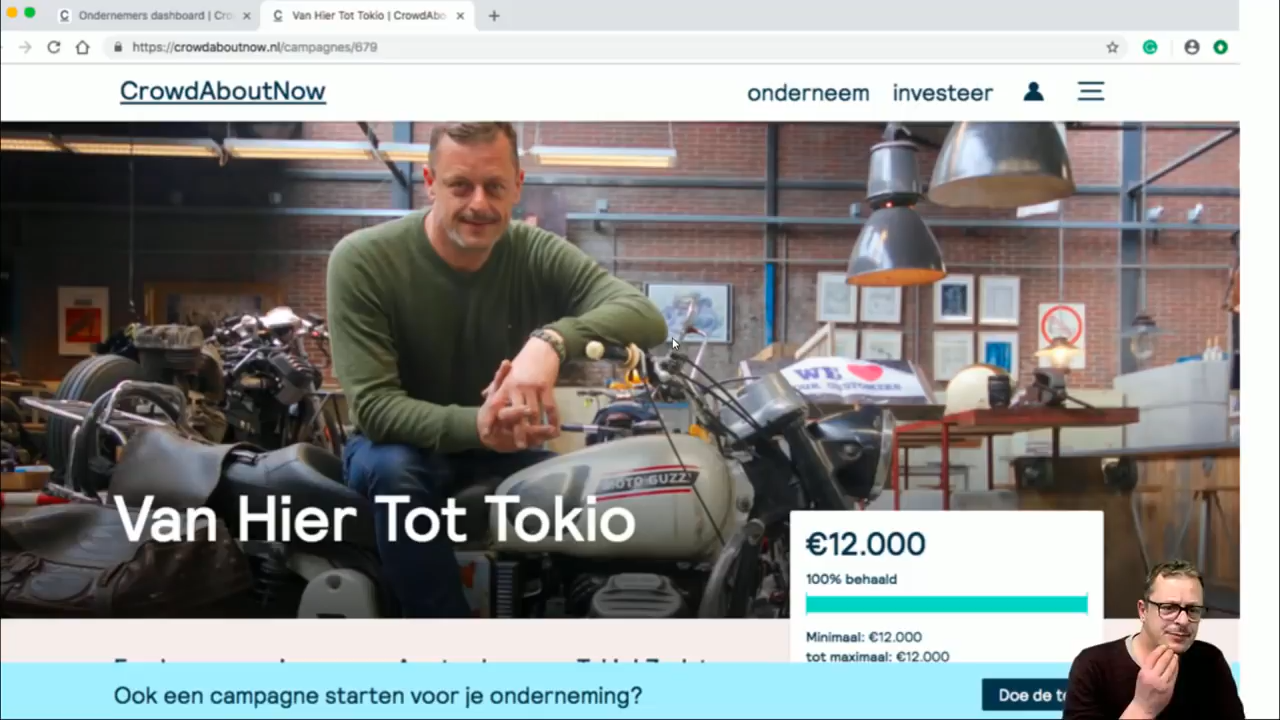 Ondernemers dashboard | Cro
Van Hier Tot Tokio | CrowdAbo
https://crowdaboutnow.nl/campagnes/679
CrowdAboutNow
onderneem
investeer
WE
MOTO GUZZI
Van Hier Tot Tokio
€12.000
100% behaald
Minimaal: €12.000
tot maximaal: €12.000
Ook een campagne starten voor je onderneming?
Doe de te